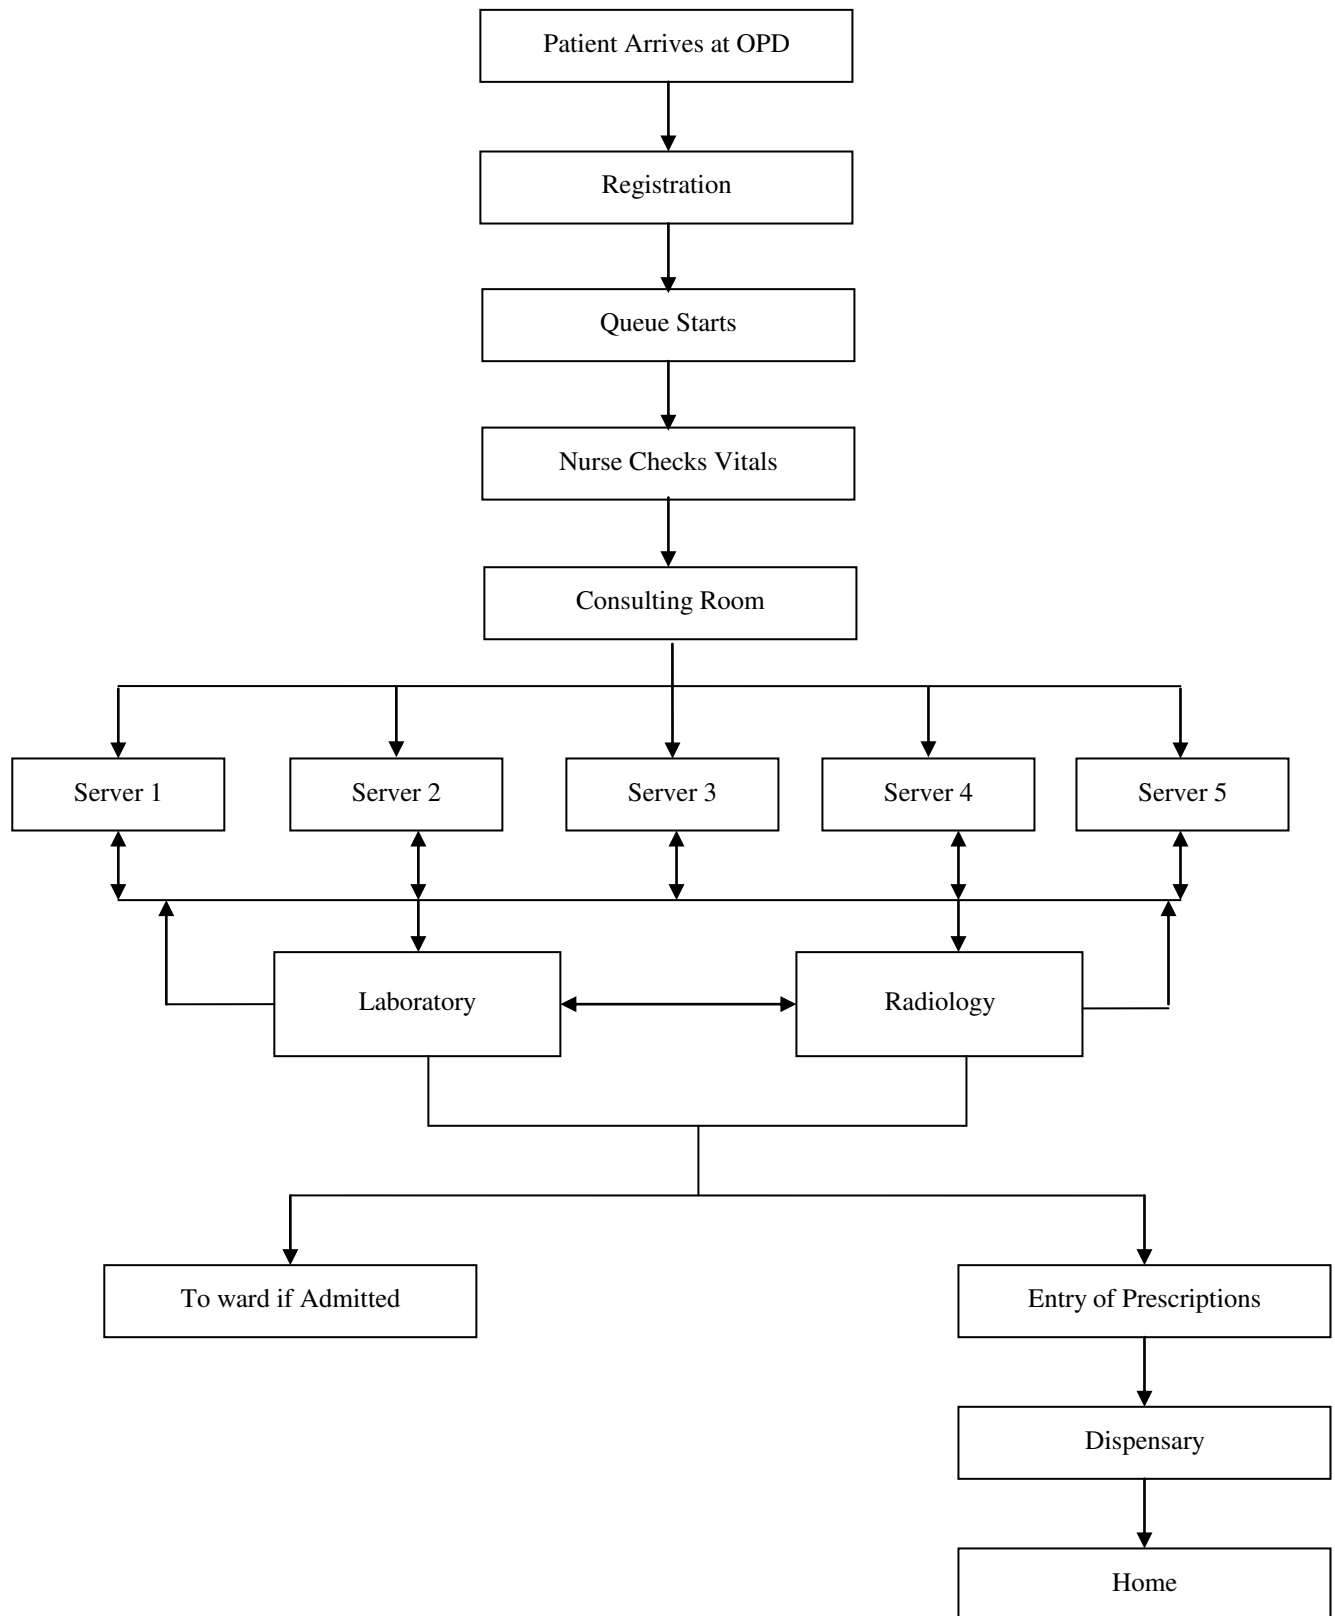 Patient Arrives at OPD
Registration
Queue Starts
Nurse Checks Vitals
Consulting Room
Server 1
Server 2
Server 3
Server 4
Server 5
Laboratory
Radiology
To ward if Admitted
Entry of Prescriptions
Dispensary
Home